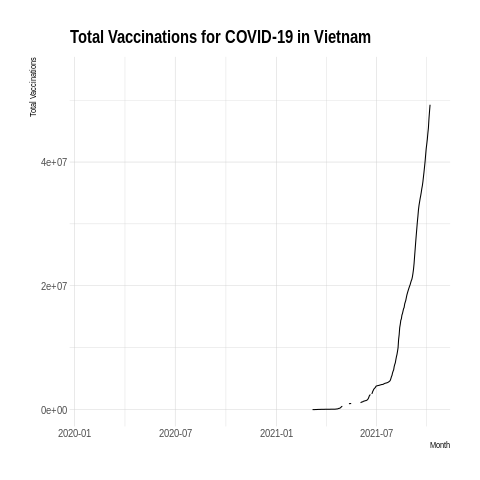 Total Vaccinations for COVID-19 in Vietnam
Total Vaccinations
4e+07
2e+07
0e+00
2020-01 2020-07 2021-01 2021-07
Month